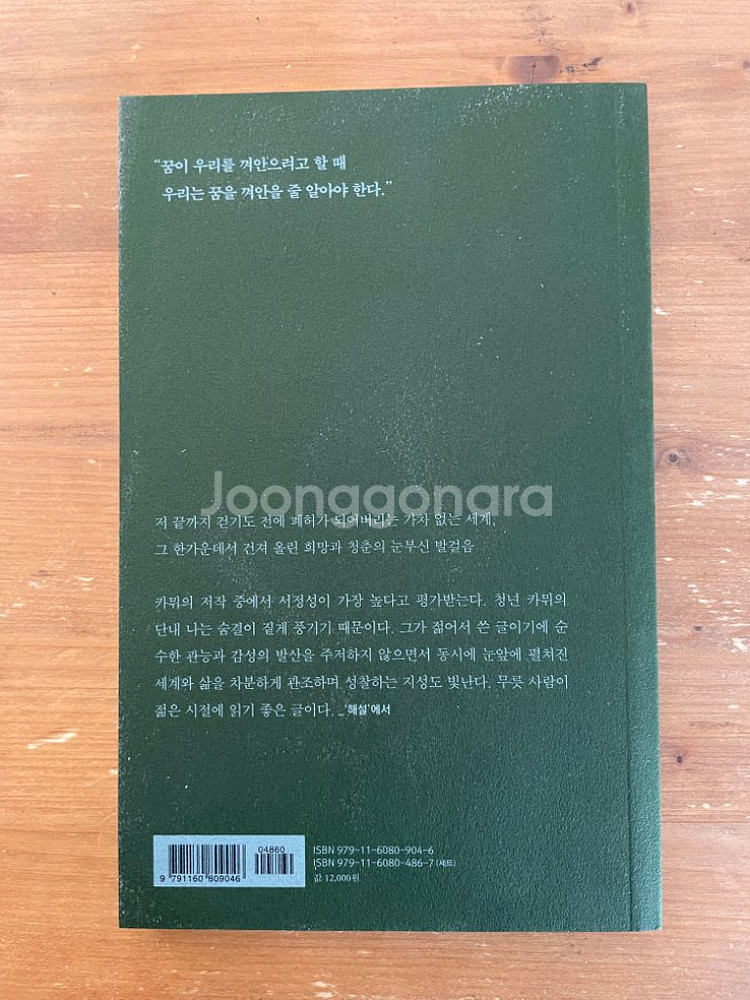 “꿈이 우리를 껴안으려고 할 때
우리는 꿈을 껴안을 줄 알아야 한다.”
Joonggonara
저 끝까지 걷기도 전에 폐허가 되어버리는 가차 없는 세계,
그 한가운데서 건져 올린 희망과 청춘의 눈부신 발걸음
카뮈의 저작 중에서 서정성이 가장 높다고 평가받는다. 청년 카뮈의
단내 나는 숨결이 짙게 풍기기 때문이다. 그가 젊어서 쓴 글이기에 순
수한 관능과 감성의 발산을 주저하지 않으면서 동시에 눈앞에 펼쳐진
세계와 삶을 차분하게 관조하며 성찰하는 지성도 빛난다. 무릇 사람이
젊은 시절에 읽기 좋은 글이다. _‘해설’에서
04860
9 791160 809046
ISBN 979-11-6080-904-6
ISBN 979-11-6080-486-7 (세트)
값 12,000원